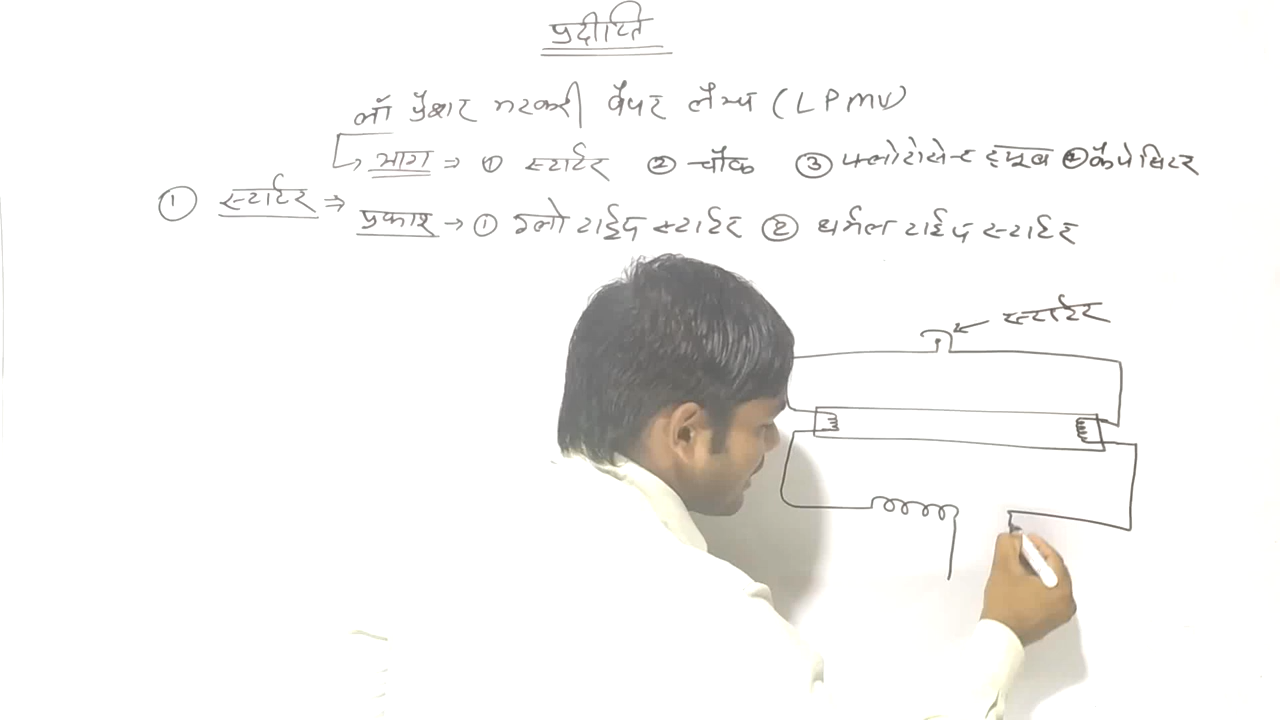 प्रदीप्ति
लॉ प्रैशर मरकरी वैपर लैम्प (LPMV)
भाग ⇒ ① स्टार्टर ② चौक ③ फ्लोरोसेन्ट ट्यूब ④ कैपेसिटर
① स्टार्टर ⇒
प्रकार → ① ग्लो टाईप स्टार्टर ② थर्मल टाईप स्टार्टर
स्टार्टर